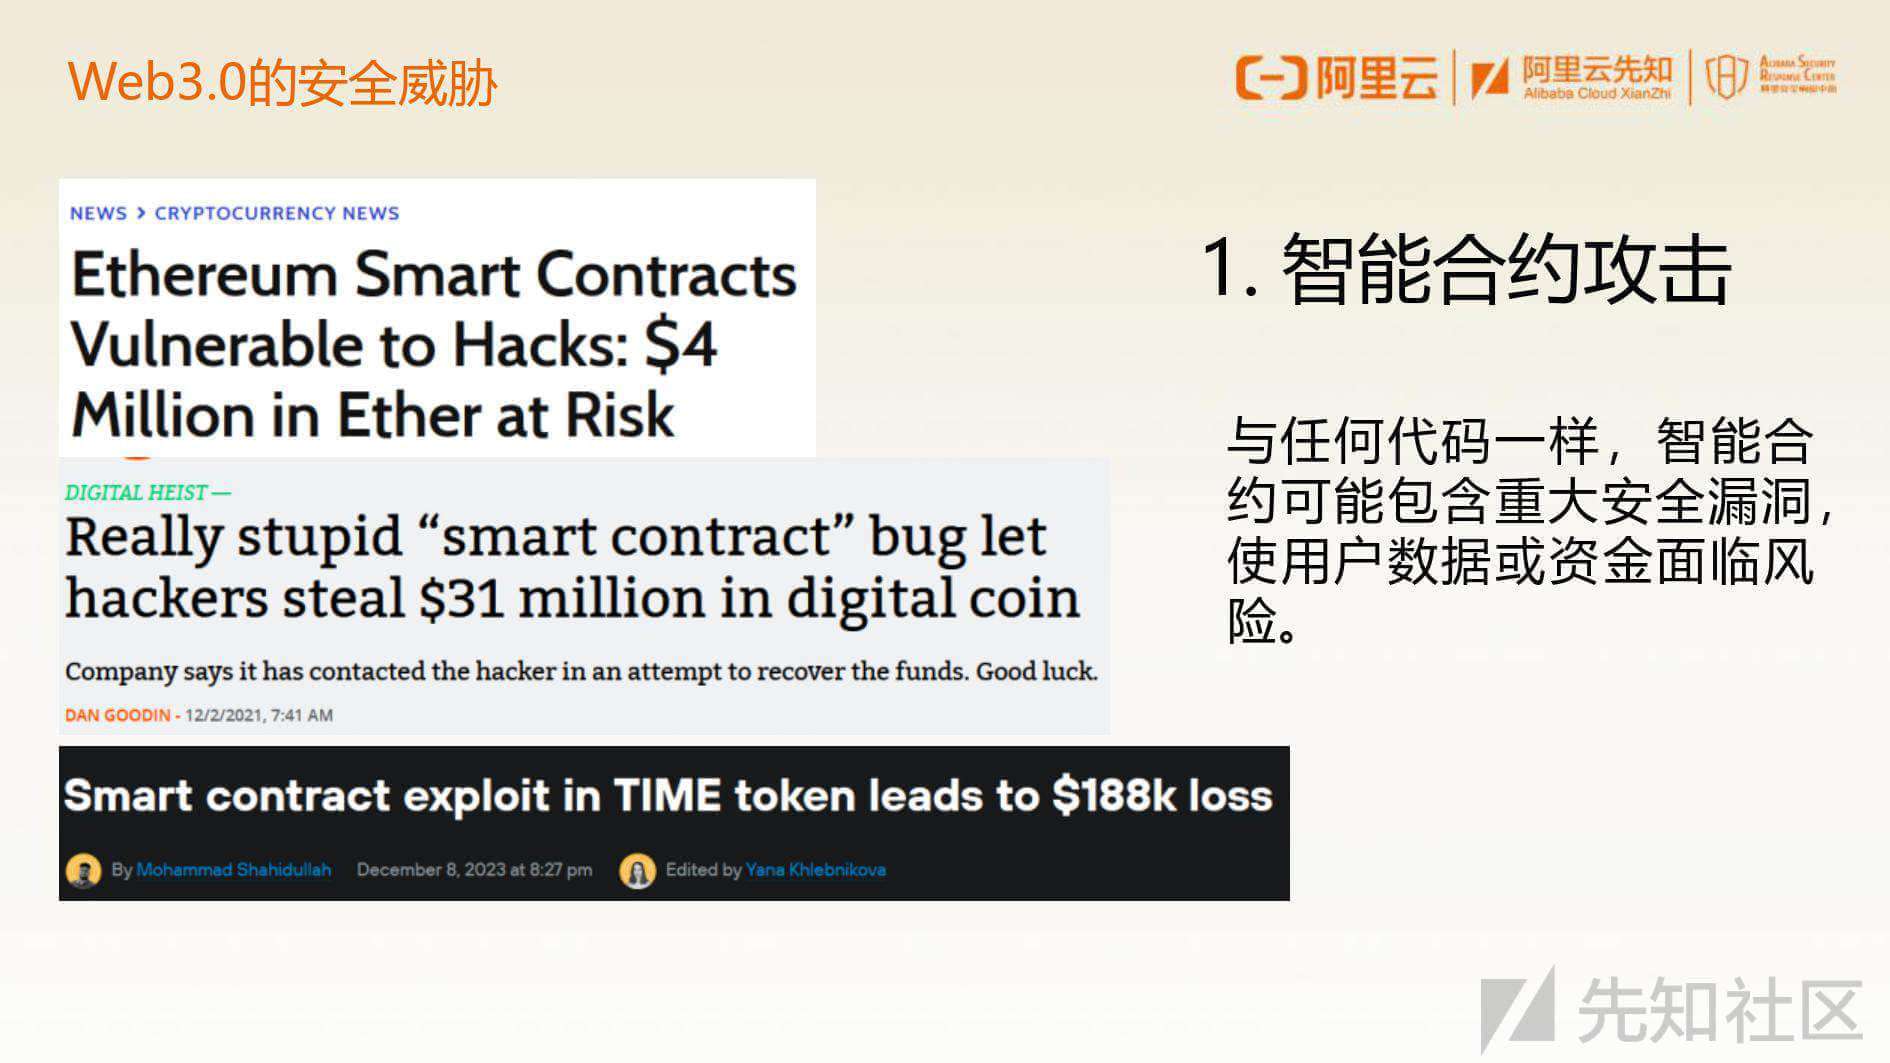 Web3.0的安全威胁
阿里云
阿里云先知
Alibaba Cloud XianZhi
ALIBABA SECURITY
RESPONSE CENTER
NEWS > CRYPTOCURRENCY NEWS
Ethereum Smart Contracts
Vulnerable to Hacks: $4
Million in Ether at Risk
DIGITAL HEIST —
Really stupid “smart contract” bug let
hackers steal $31 million in digital coin
Company says it has contacted the hacker in an attempt to recover the funds. Good luck.
DAN GOODIN - 12/2/2021, 7:41 AM
Smart contract exploit in TIME token leads to $188k loss
By Mohammad Shahidullah December 8, 2023 at 8:27 pm Edited by Yana Khlebnikova
1. 智能合约攻击
与任何代码一样，智能合
约可能包含重大安全漏洞，
使用户数据或资金面临风
险。
先知社区